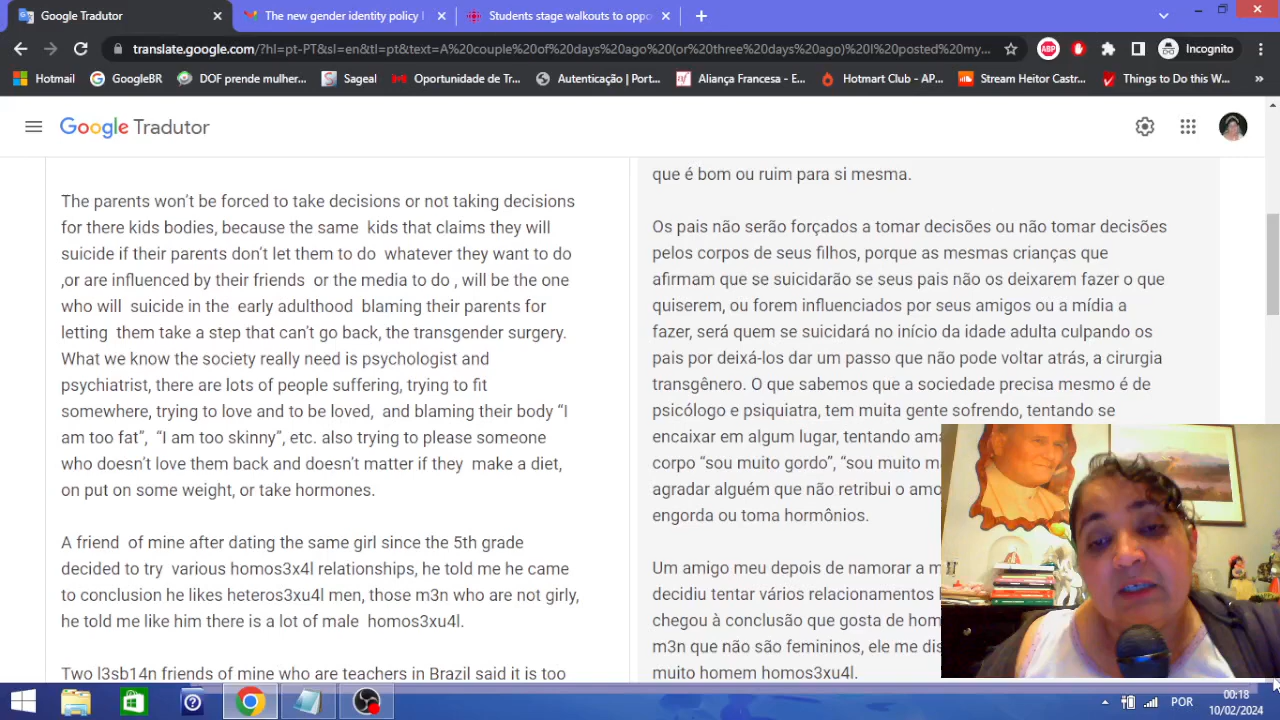 Google Tradutor
The new gender identity policy
Students stage walkouts to oppo
translate.google.com/?hl=pt-PT&sl=en&tl=pt&text=A%20couple%20of%20days%20ago%20(or%20three%20days%20ago)%20I%20posted%20my...
ABP
Incognito
Hotmail
GoogleBR
DOF prende mulher...
Sageal
Oportunidade de Tr...
Autenticação | Port...
Aliança Francesa - E...
Hotmart Club - AP...
Stream Heitor Castr...
Things to Do this W...
Google Tradutor
The parents won't be forced to take decisions or not taking decisions
for there kids bodies, because the same kids that claims they will
suicide if their parents don't let them to do whatever they want to do
,or are influenced by their friends or the media to do , will be the one
who will suicide in the early adulthood blaming their parents for
letting them take a step that can't go back, the transgender surgery.
What we know the society really need is psychologist and
psychiatrist, there are lots of people suffering, trying to fit
somewhere, trying to love and to be loved, and blaming their body “I
am too fat”, “I am too skinny”, etc. also trying to please someone
who doesn't love them back and doesn't matter if they make a diet,
on put on some weight, or take hormones.
A friend of mine after dating the same girl since the 5th grade
decided to try various homos3x4l relationships, he told me he came
to conclusion he likes heteros3xu4l men, those m3n who are not girly,
he told me like him there is a lot of male homos3xu4l.
Two l3sb14n friends of mine who are teachers in Brazil said it is too
que é bom ou ruim para si mesma.
Os pais não serão forçados a tomar decisões ou não tomar decisões
pelos corpos de seus filhos, porque as mesmas crianças que
afirmam que se suicidarão se seus pais não os deixarem fazer o que
quiserem, ou forem influenciados por seus amigos ou a mídia a
fazer, será quem se suicidará no início da idade adulta culpando os
pais por deixá-los dar um passo que não pode voltar atrás, a cirurgia
transgênero. O que sabemos que a sociedade precisa mesmo é de
psicólogo e psiquiatra, tem muita gente sofrendo, tentando se
encaixar em algum lugar, tentando am
corpo “sou muito gordo”, “sou muito m
agradar alguém que não retribui o amo
engorda ou toma hormônios.
Um amigo meu depois de namorar a m
decidiu tentar vários relacionamentos
chegou à conclusão que gosta de hom
m3n que não são femininos, ele me dis
muito homem homos3xu4l.
POR
00:18
10/02/2024